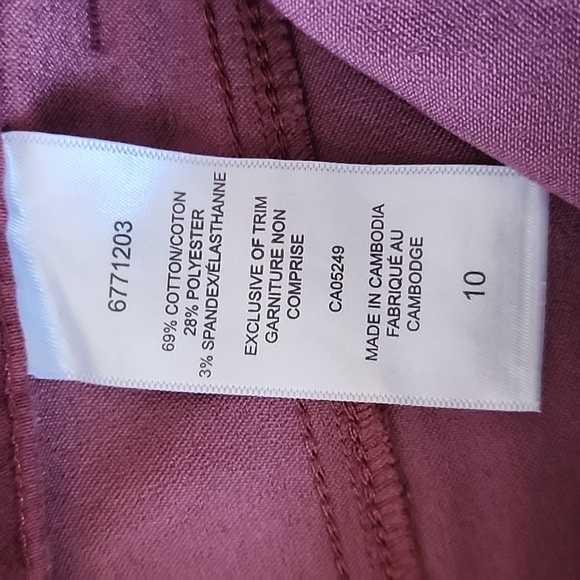 6771203
69% COTTON/COTON
28% POLYESTER
3% SPANDEX/ÉLASTHANNE
EXCLUSIVE OF TRIM
GARNITURE NON
COMPRISE
CA05249
MADE IN CAMBODIA
FABRIQUÉ AU
CAMBODGE
10